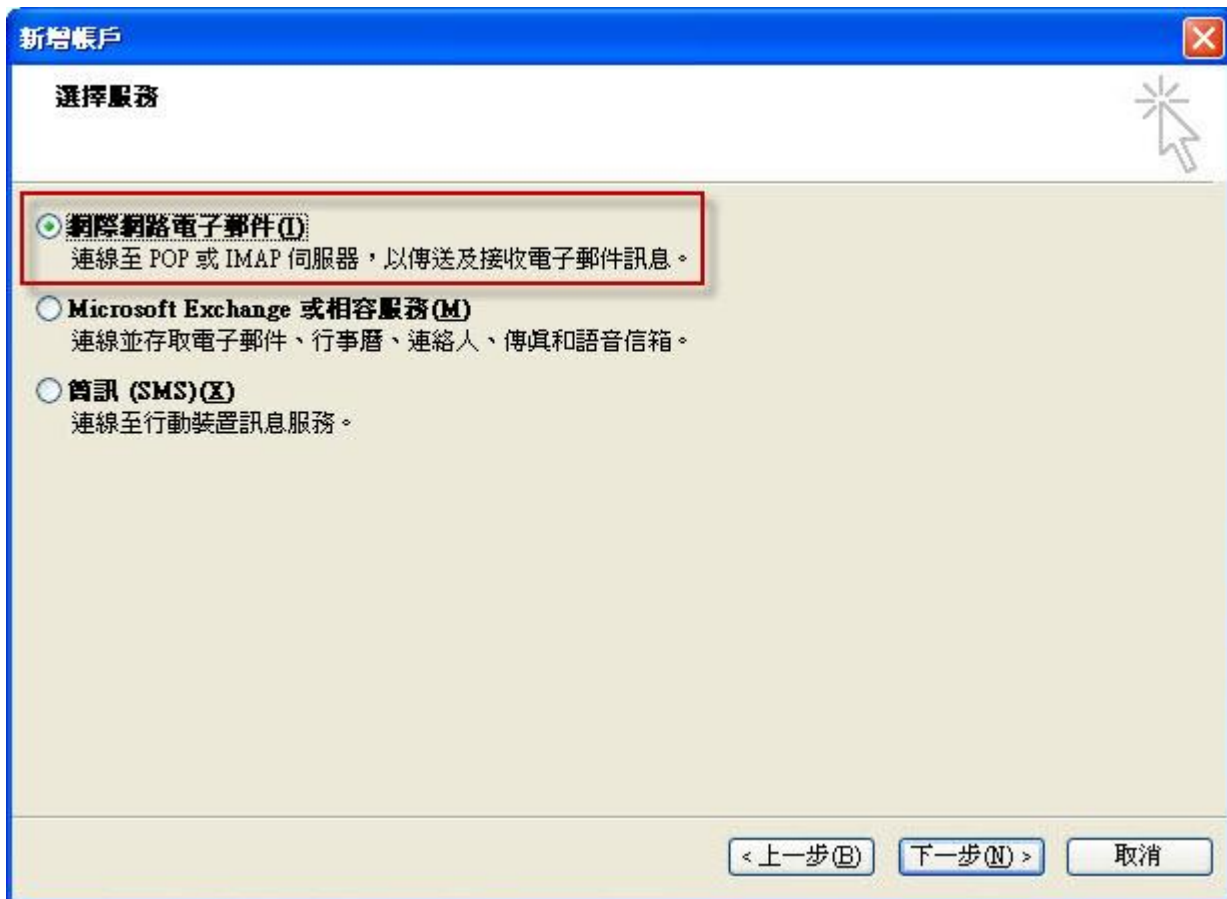 新增帳戶
選擇服務
網際網路電子郵件(I)
連線至 POP 或 IMAP 伺服器，以傳送及接收電子郵件訊息。
Microsoft Exchange 或相容服務(M)
連線並存取電子郵件、行事曆、連絡人、傳真和語音信箱。
簡訊 (SMS)(X)
連線至行動裝置訊息服務。
< 上一步(B) 下一步(N) > 取消